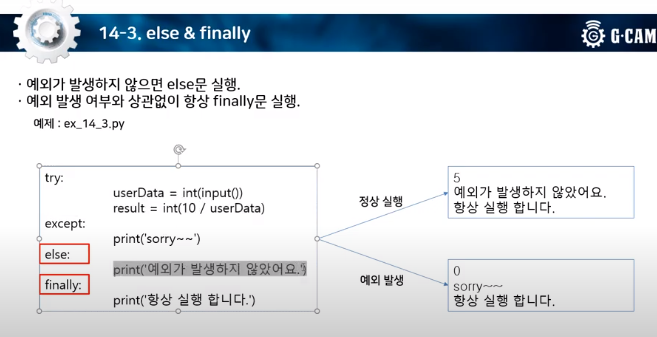 14-3. else & finally
G-CAM
· 예외가 발생하지 않으면 else문 실행.
· 예외 발생 여부와 상관없이 항상 finally문 실행.
예제 : ex_14_3.py
try:
userData = int(input())
result = int(10 / userData)
except:
print('sorry~~')
else:
print('예외가 발생하지 않았어요.')
finally:
print('항상 실행 합니다.')
정상 실행
5
예외가 발생하지 않았어요.
항상 실행 합니다.
예외 발생
0
sorry~~
항상 실행 합니다.